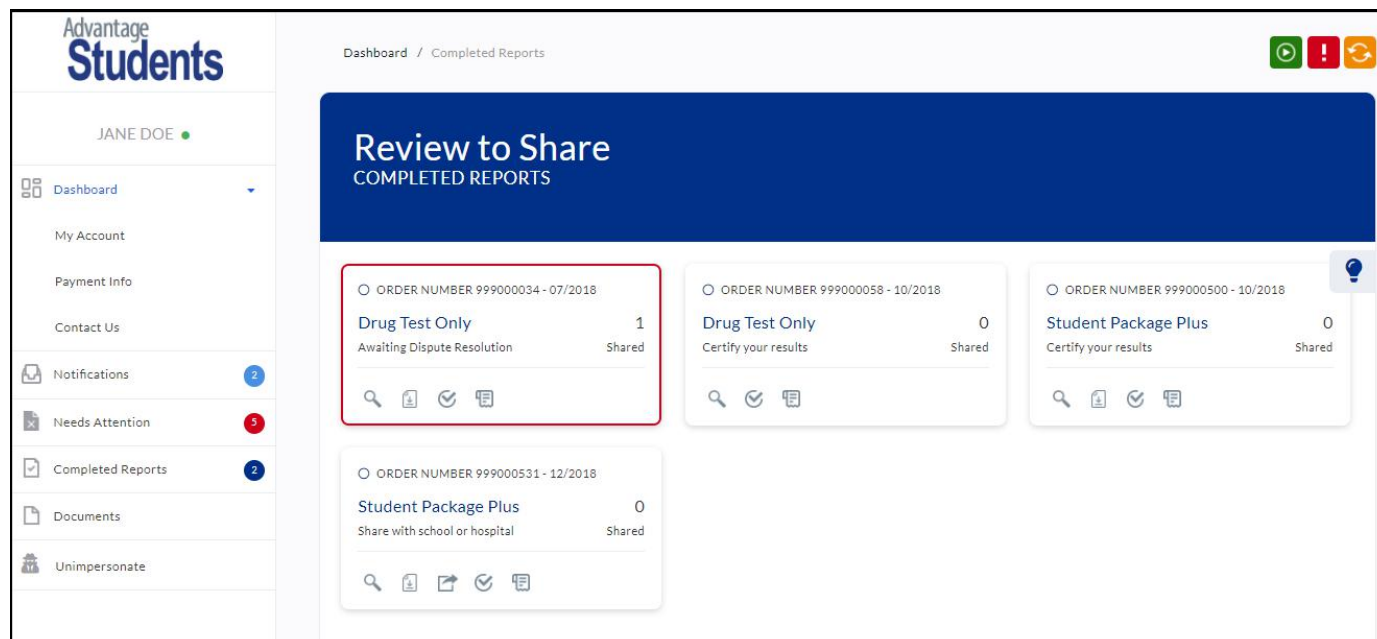 Advantage
Students
Dashboard / Completed Reports
JANE DOE
Dashboard
My Account
Payment Info
Contact Us
Notifications 2
Needs Attention 5
Completed Reports 2
Documents
Unimpersonate
Review to Share
COMPLETED REPORTS
ORDER NUMBER 999000034 - 07/2018
Drug Test Only 1
Awaiting Dispute Resolution Shared
ORDER NUMBER 999000058 - 10/2018
Drug Test Only 0
Certify your results Shared
ORDER NUMBER 999000500 - 10/2018
Student Package Plus 0
Certify your results Shared
ORDER NUMBER 999000531 - 12/2018
Student Package Plus 0
Share with school or hospital Shared